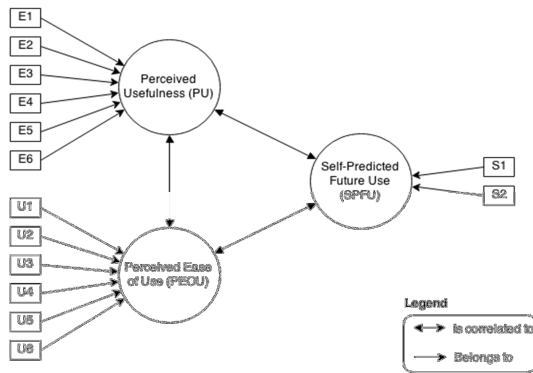 E1
E2
E3
E4
E5
E6
Perceived
Usefulness (PU)
Self-Predicted
Future Use
(SPFU)
S1
S2
U1
U2
U3
U4
U5
U6
Perceived Ease
of Use (PEOU)
Legend
is correlated to
Belongs to